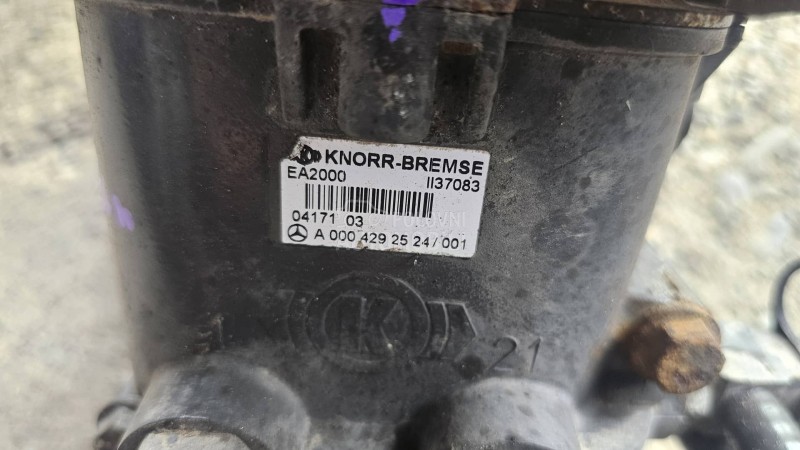 KNORR-BREMSE
EA2000 II37083
04171 03
A 000 429 25 24/001
21